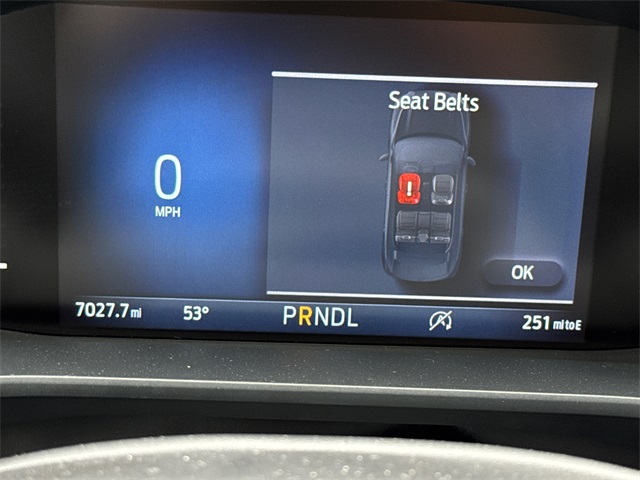 Seat Belts
0
MPH
OK
7027.7 mi 53° PRNDL 251 mi to E